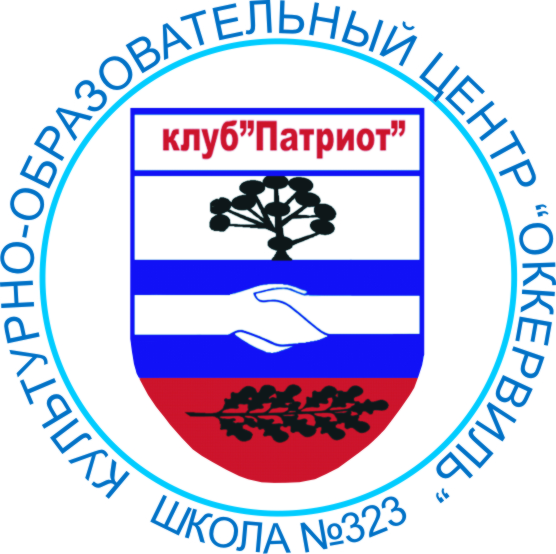 КУЛЬТУРНО-ОБРАЗОВАТЕЛЬНЫЙ ЦЕНТР "ОККЕРВИЛЬ"
клуб"Патриот"
ШКОЛА №323